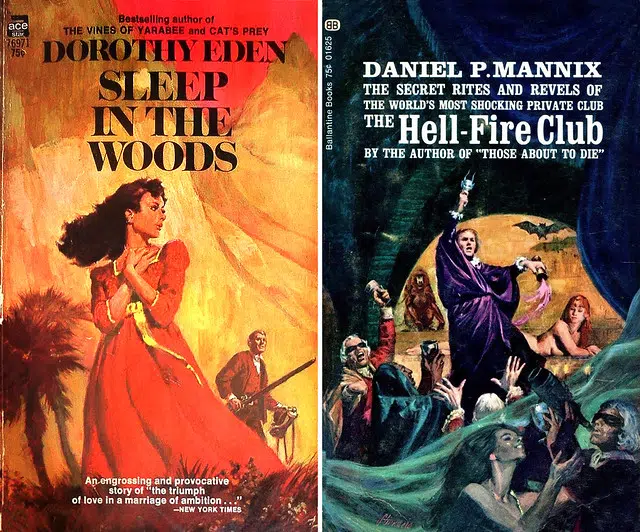 ace
star
76971
75¢
Bestselling author of
THE VINES OF YARABEE and CAT'S PREY
DOROTHY EDEN
SLEEP
IN THE
WOODS
An engrossing and provocative
story of "the triumph
of love in a marriage of ambition..."
—NEW YORK TIMES
BB
Ballantine Books 75¢ 01625
DANIEL P. MANNIX
THE SECRET RITES AND REVELS OF
THE WORLD'S MOST SHOCKING PRIVATE CLUB
THE Hell-Fire Club
BY THE AUTHOR OF "THOSE ABOUT TO DIE"